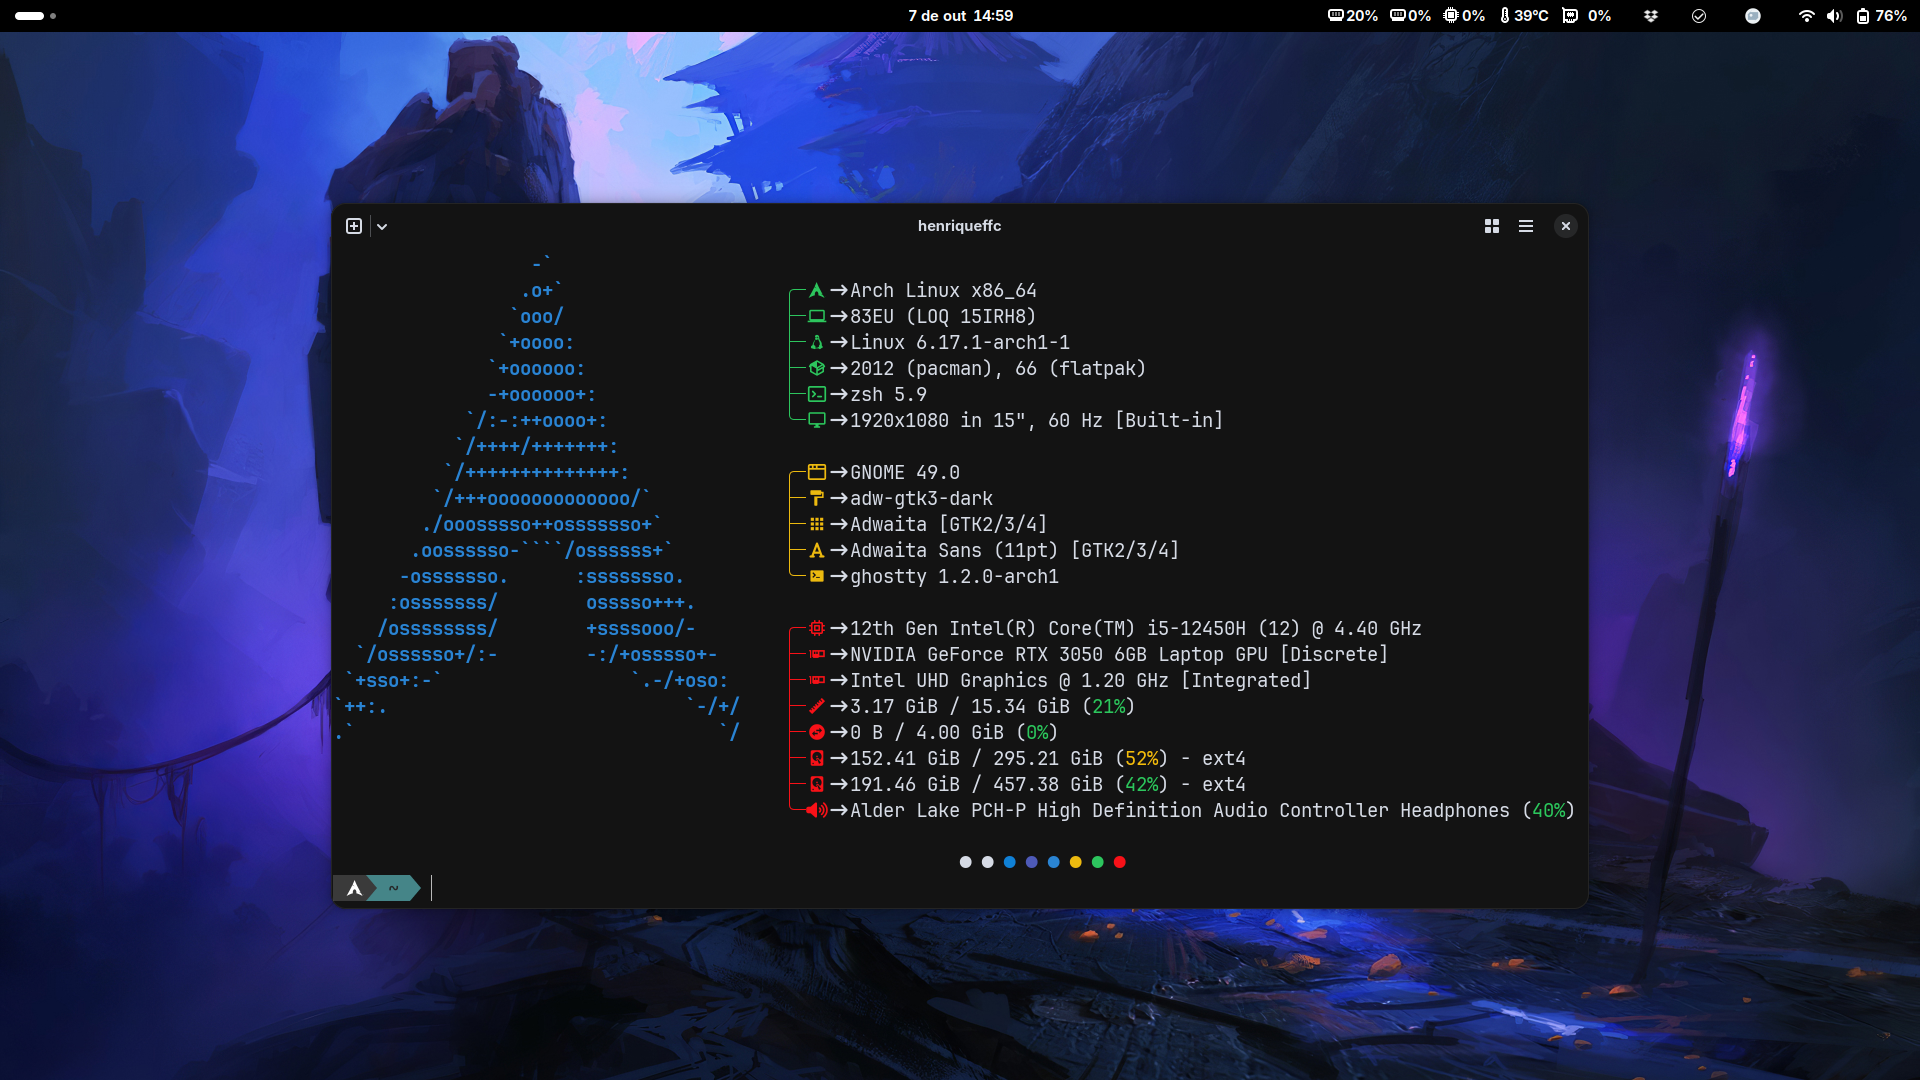 7 de out 14:59
20% 0% 0% 39°C 0% 76%
henriqueffc
-`
.o+`
`ooo/
`+oooo:
`+oooooo:
-+oooooo+:
`/:-:++oooo+:
`/++++/+++++++:
`/++++++++++++++:
`/+++ooooooooooooo/`
./ooosssso++osssssso+`
.oossssso-````/ossssss+`
-osssssso.      :ssssssso.
:osssssss/        osssso+++.
/ossssssss/        +ssssooo/-
`/ossssso+/:-        -:/+osssso+-
`+sso+:-`                 `.-/+oso:
`++:.                           `-/+/
.`                                 `/
→Arch Linux x86_64
→83EU (LOQ 15IRH8)
→Linux 6.17.1-arch1-1
→2012 (pacman), 66 (flatpak)
→zsh 5.9
→1920x1080 in 15", 60 Hz [Built-in]
→GNOME 49.0
→adw-gtk3-dark
→Adwaita [GTK2/3/4]
→Adwaita Sans (11pt) [GTK2/3/4]
→ghostty 1.2.0-arch1
→12th Gen Intel(R) Core(TM) i5-12450H (12) @ 4.40 GHz
→NVIDIA GeForce RTX 3050 6GB Laptop GPU [Discrete]
→Intel UHD Graphics @ 1.20 GHz [Integrated]
→3.17 GiB / 15.34 GiB (21%)
→0 B / 4.00 GiB (0%)
→152.41 GiB / 295.21 GiB (52%) - ext4
→191.46 GiB / 457.38 GiB (42%) - ext4
→Alder Lake PCH-P High Definition Audio Controller Headphones (40%)
~